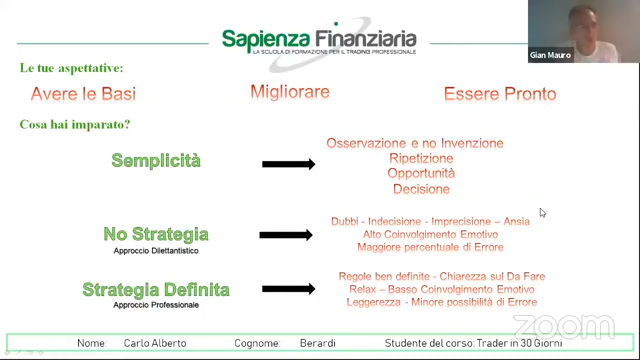 Sapienza Finanziaria
LA SCUOLA DI FORMAZIONE PER IL TRADING PROFESSIONALE
Gian Mauro
Le tue aspettative:
Avere le Basi
Migliorare
Essere Pronto
Cosa hai imparato?
Semplicità
Osservazione e no Invenzione
Ripetizione
Opportunità
Decisione
No Strategia
Approccio Dilettantistico
Dubbi - Indecisione - Imprecisione – Ansia
Alto Coinvolgimento Emotivo
Maggiore percentuale di Errore
Strategia Definita
Approccio Professionale
Regole ben definite - Chiarezza sul Da Fare
Relax – Basso Coinvolgimento Emotivo
Leggerezza - Minore possibilità di Errore
zoom
Nome: Carlo Alberto Cognome: Berardi Studente del corso: Trader in 30 Giorni